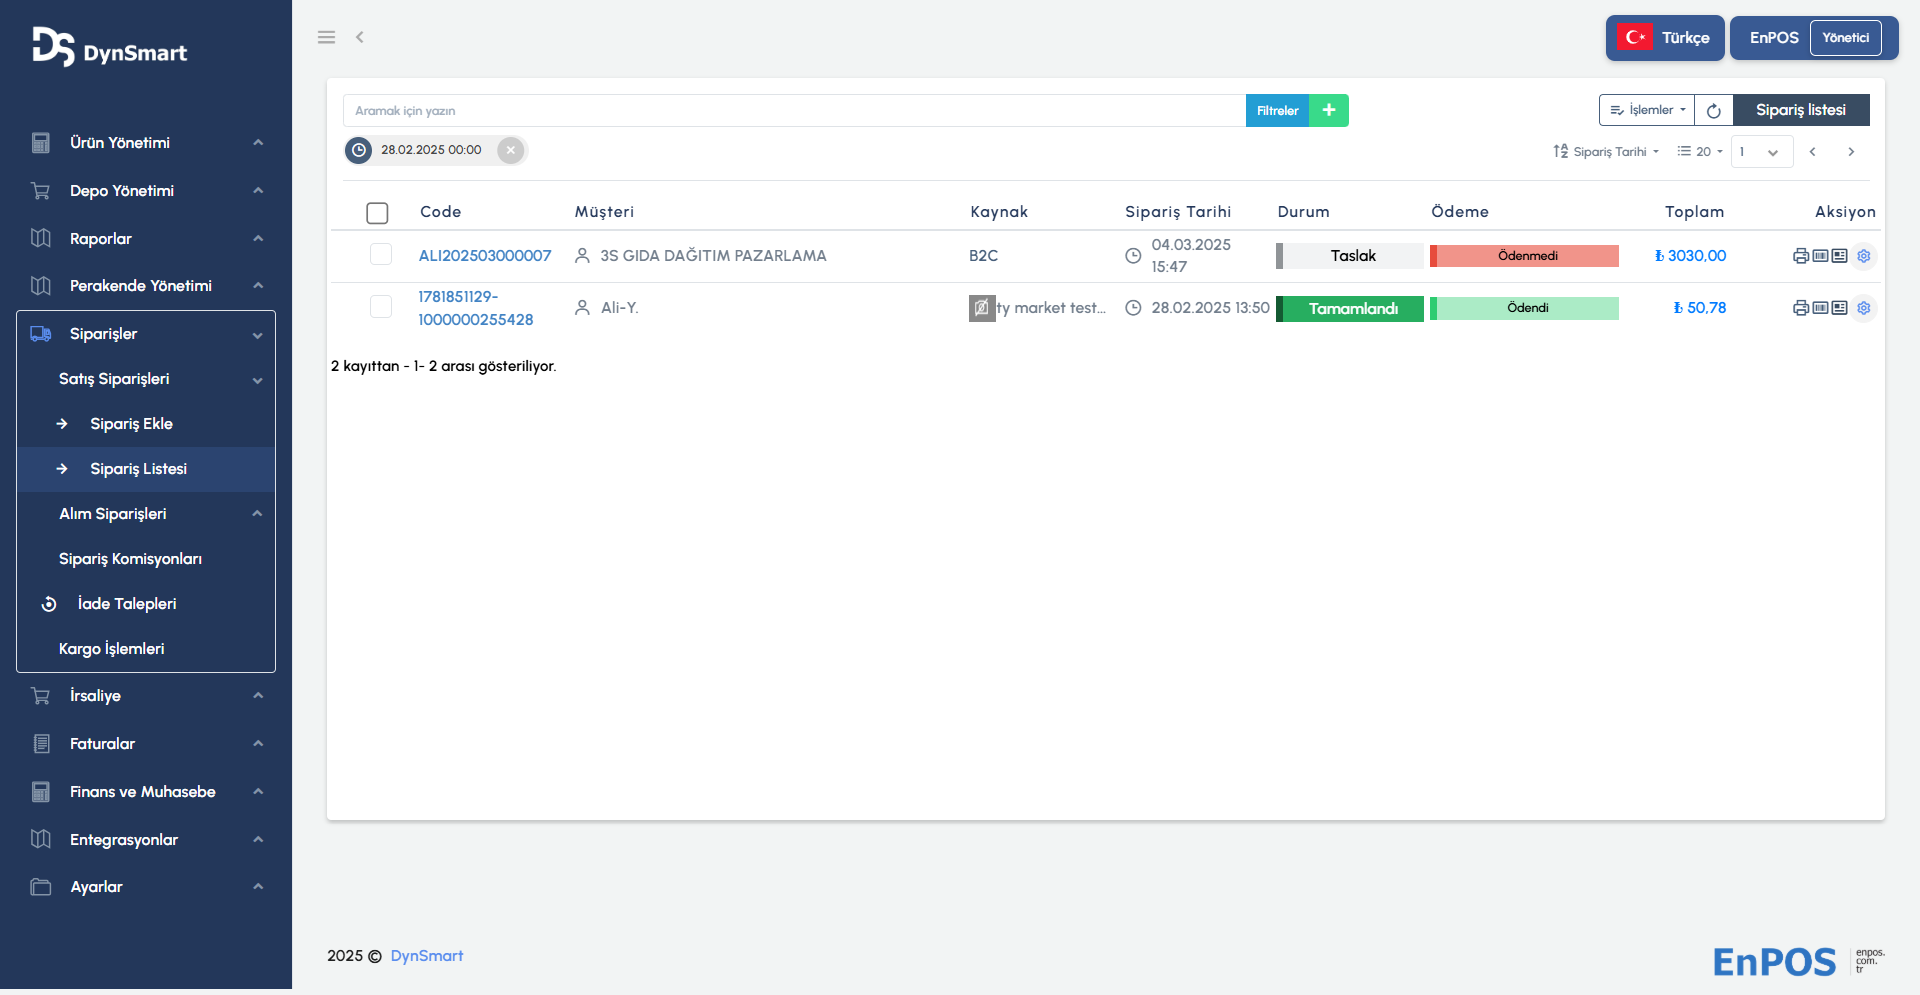 DS DynSmart
Türkçe
EnPOS
Yönetici
Ürün Yönetimi
Depo Yönetimi
Raporlar
Perakende Yönetimi
Siparişler
Satış Siparişleri
Sipariş Ekle
Sipariş Listesi
Alım Siparişleri
Sipariş Komisyonları
İade Talepleri
Kargo İşlemleri
İrsaliye
Faturalar
Finans ve Muhasebe
Entegrasyonlar
Ayarlar
Aramak için yazın
Filtreler
+
İşlemler
Sipariş listesi
28.02.2025 00:00
Sipariş Tarihi
20
1
Code Müşteri Kaynak Sipariş Tarihi Durum Ödeme Toplam Aksiyon
ALI202503000007 3S GIDA DAĞITIM PAZARLAMA B2C 04.03.2025 15:47 Taslak Ödenmedi ₺ 3030,00
1781851129-1000000255428 Ali-Y. ty market test... 28.02.2025 13:50 Tamamlandı Ödendi ₺ 50,78
2 kayıttan - 1- 2 arası gösteriliyor.
2025 © DynSmart
EnPOS
enpos.
com.
tr